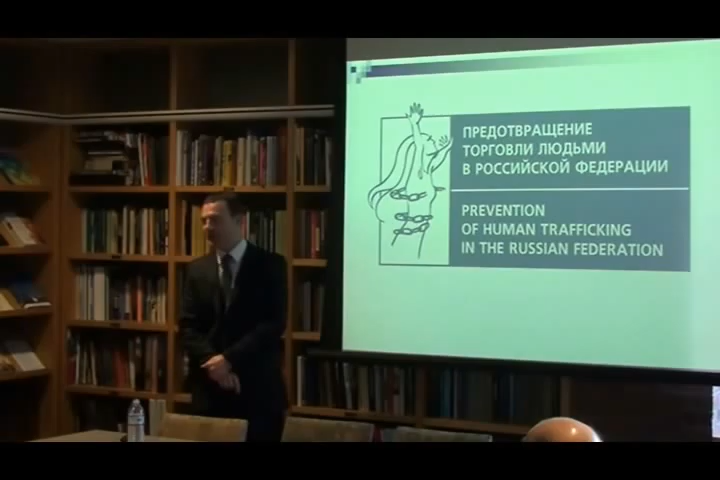 ПРЕДОТВРАЩЕНИЕ
ТОРГОВЛИ ЛЮДЬМИ
В РОССИЙСКОЙ ФЕДЕРАЦИИ
PREVENTION
OF HUMAN TRAFFICKING
IN THE RUSSIAN FEDERATION